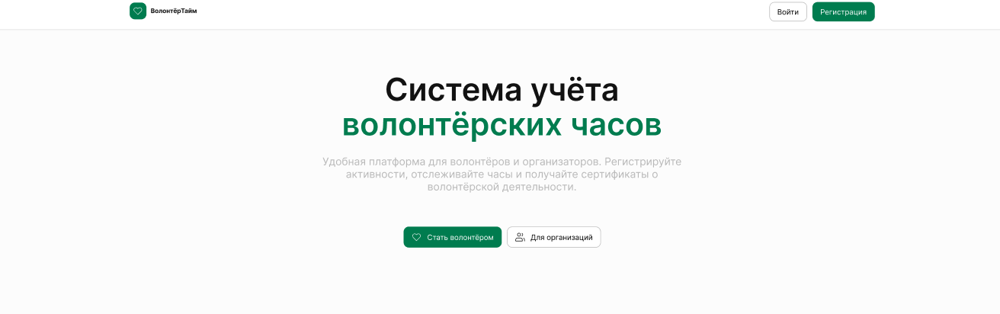 ВолонтёрТайм
Войти
Регистрация
Система учёта
волонтёрских часов
Удобная платформа для волонтёров и организаторов. Регистрируйте
активности, отслеживайте часы и получайте сертификаты о
волонтёрской деятельности.
Стать волонтёром
Для организаций